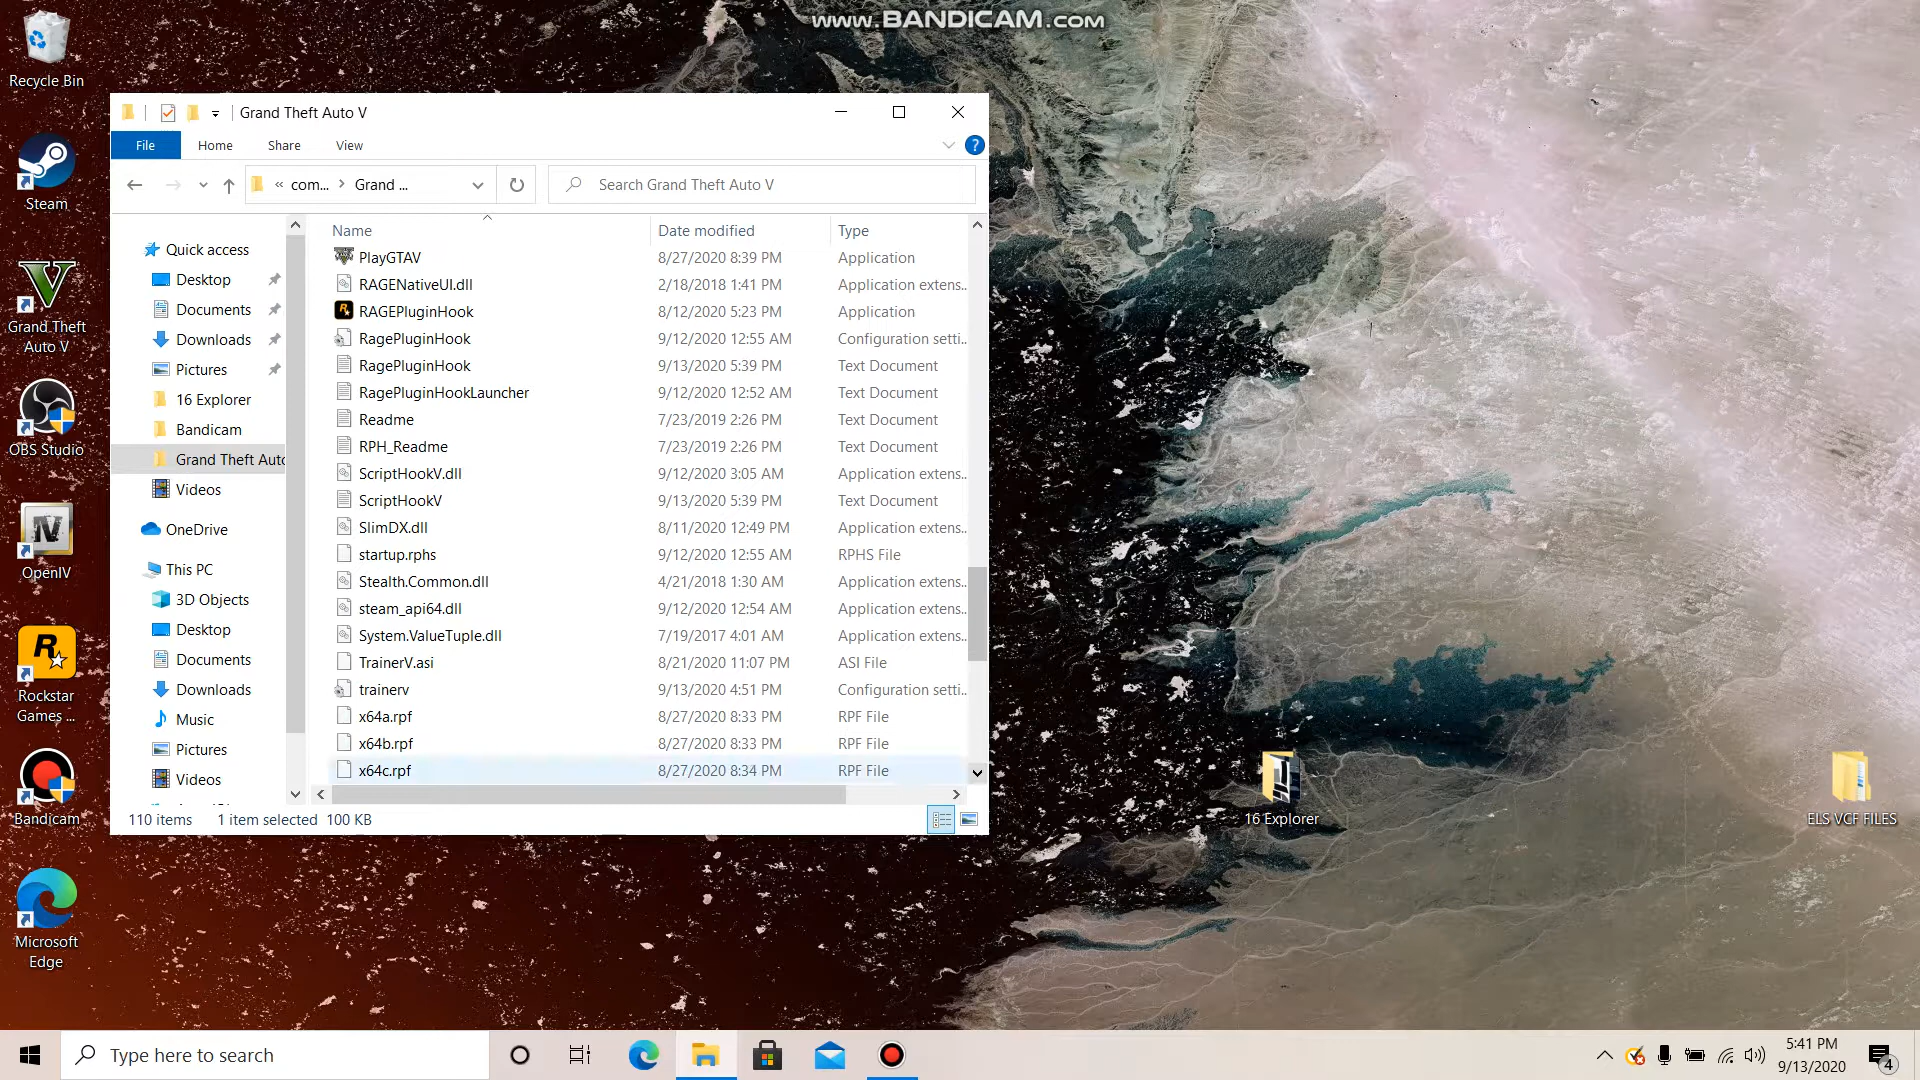 www.BANDICAM.com
Recycle Bin
Steam
Grand Theft
Auto V
OBS Studio
OpenIV
Rockstar
Games ...
Bandicam
Microsoft
Edge
Grand Theft Auto V
File Home Share View
« com... > Grand ...
Search Grand Theft Auto V
Quick access
Desktop
Documents
Downloads
Pictures
16 Explorer
Bandicam
Grand Theft Auto
Videos
OneDrive
This PC
3D Objects
Desktop
Documents
Downloads
Music
Pictures
Videos
Name Date modified Type
PlayGTAV 8/27/2020 8:39 PM Application
RAGENativeUI.dll 2/18/2018 1:41 PM Application extens...
RAGEPluginHook 8/12/2020 5:23 PM Application
RagePluginHook 9/12/2020 12:55 AM Configuration setti...
RagePluginHook 9/13/2020 5:39 PM Text Document
RagePluginHookLauncher 9/12/2020 12:52 AM Text Document
Readme 7/23/2019 2:26 PM Text Document
RPH_Readme 7/23/2019 2:26 PM Text Document
ScriptHookV.dll 9/12/2020 3:05 AM Application extens...
ScriptHookV 9/13/2020 5:39 PM Text Document
SlimDX.dll 8/11/2020 12:49 PM Application extens...
startup.rphs 9/12/2020 12:55 AM RPHS File
Stealth.Common.dll 4/21/2018 1:30 AM Application extens...
steam_api64.dll 9/12/2020 12:54 AM Application extens...
System.ValueTuple.dll 7/19/2017 4:01 AM Application extens...
TrainerV.asi 8/21/2020 11:07 PM ASI File
trainerv 9/13/2020 4:51 PM Configuration setti...
x64a.rpf 8/27/2020 8:33 PM RPF File
x64b.rpf 8/27/2020 8:33 PM RPF File
x64c.rpf 8/27/2020 8:34 PM RPF File
110 items 1 item selected 100 KB
16 Explorer
ELS VCF FILES
Type here to search
5:41 PM
9/13/2020
4